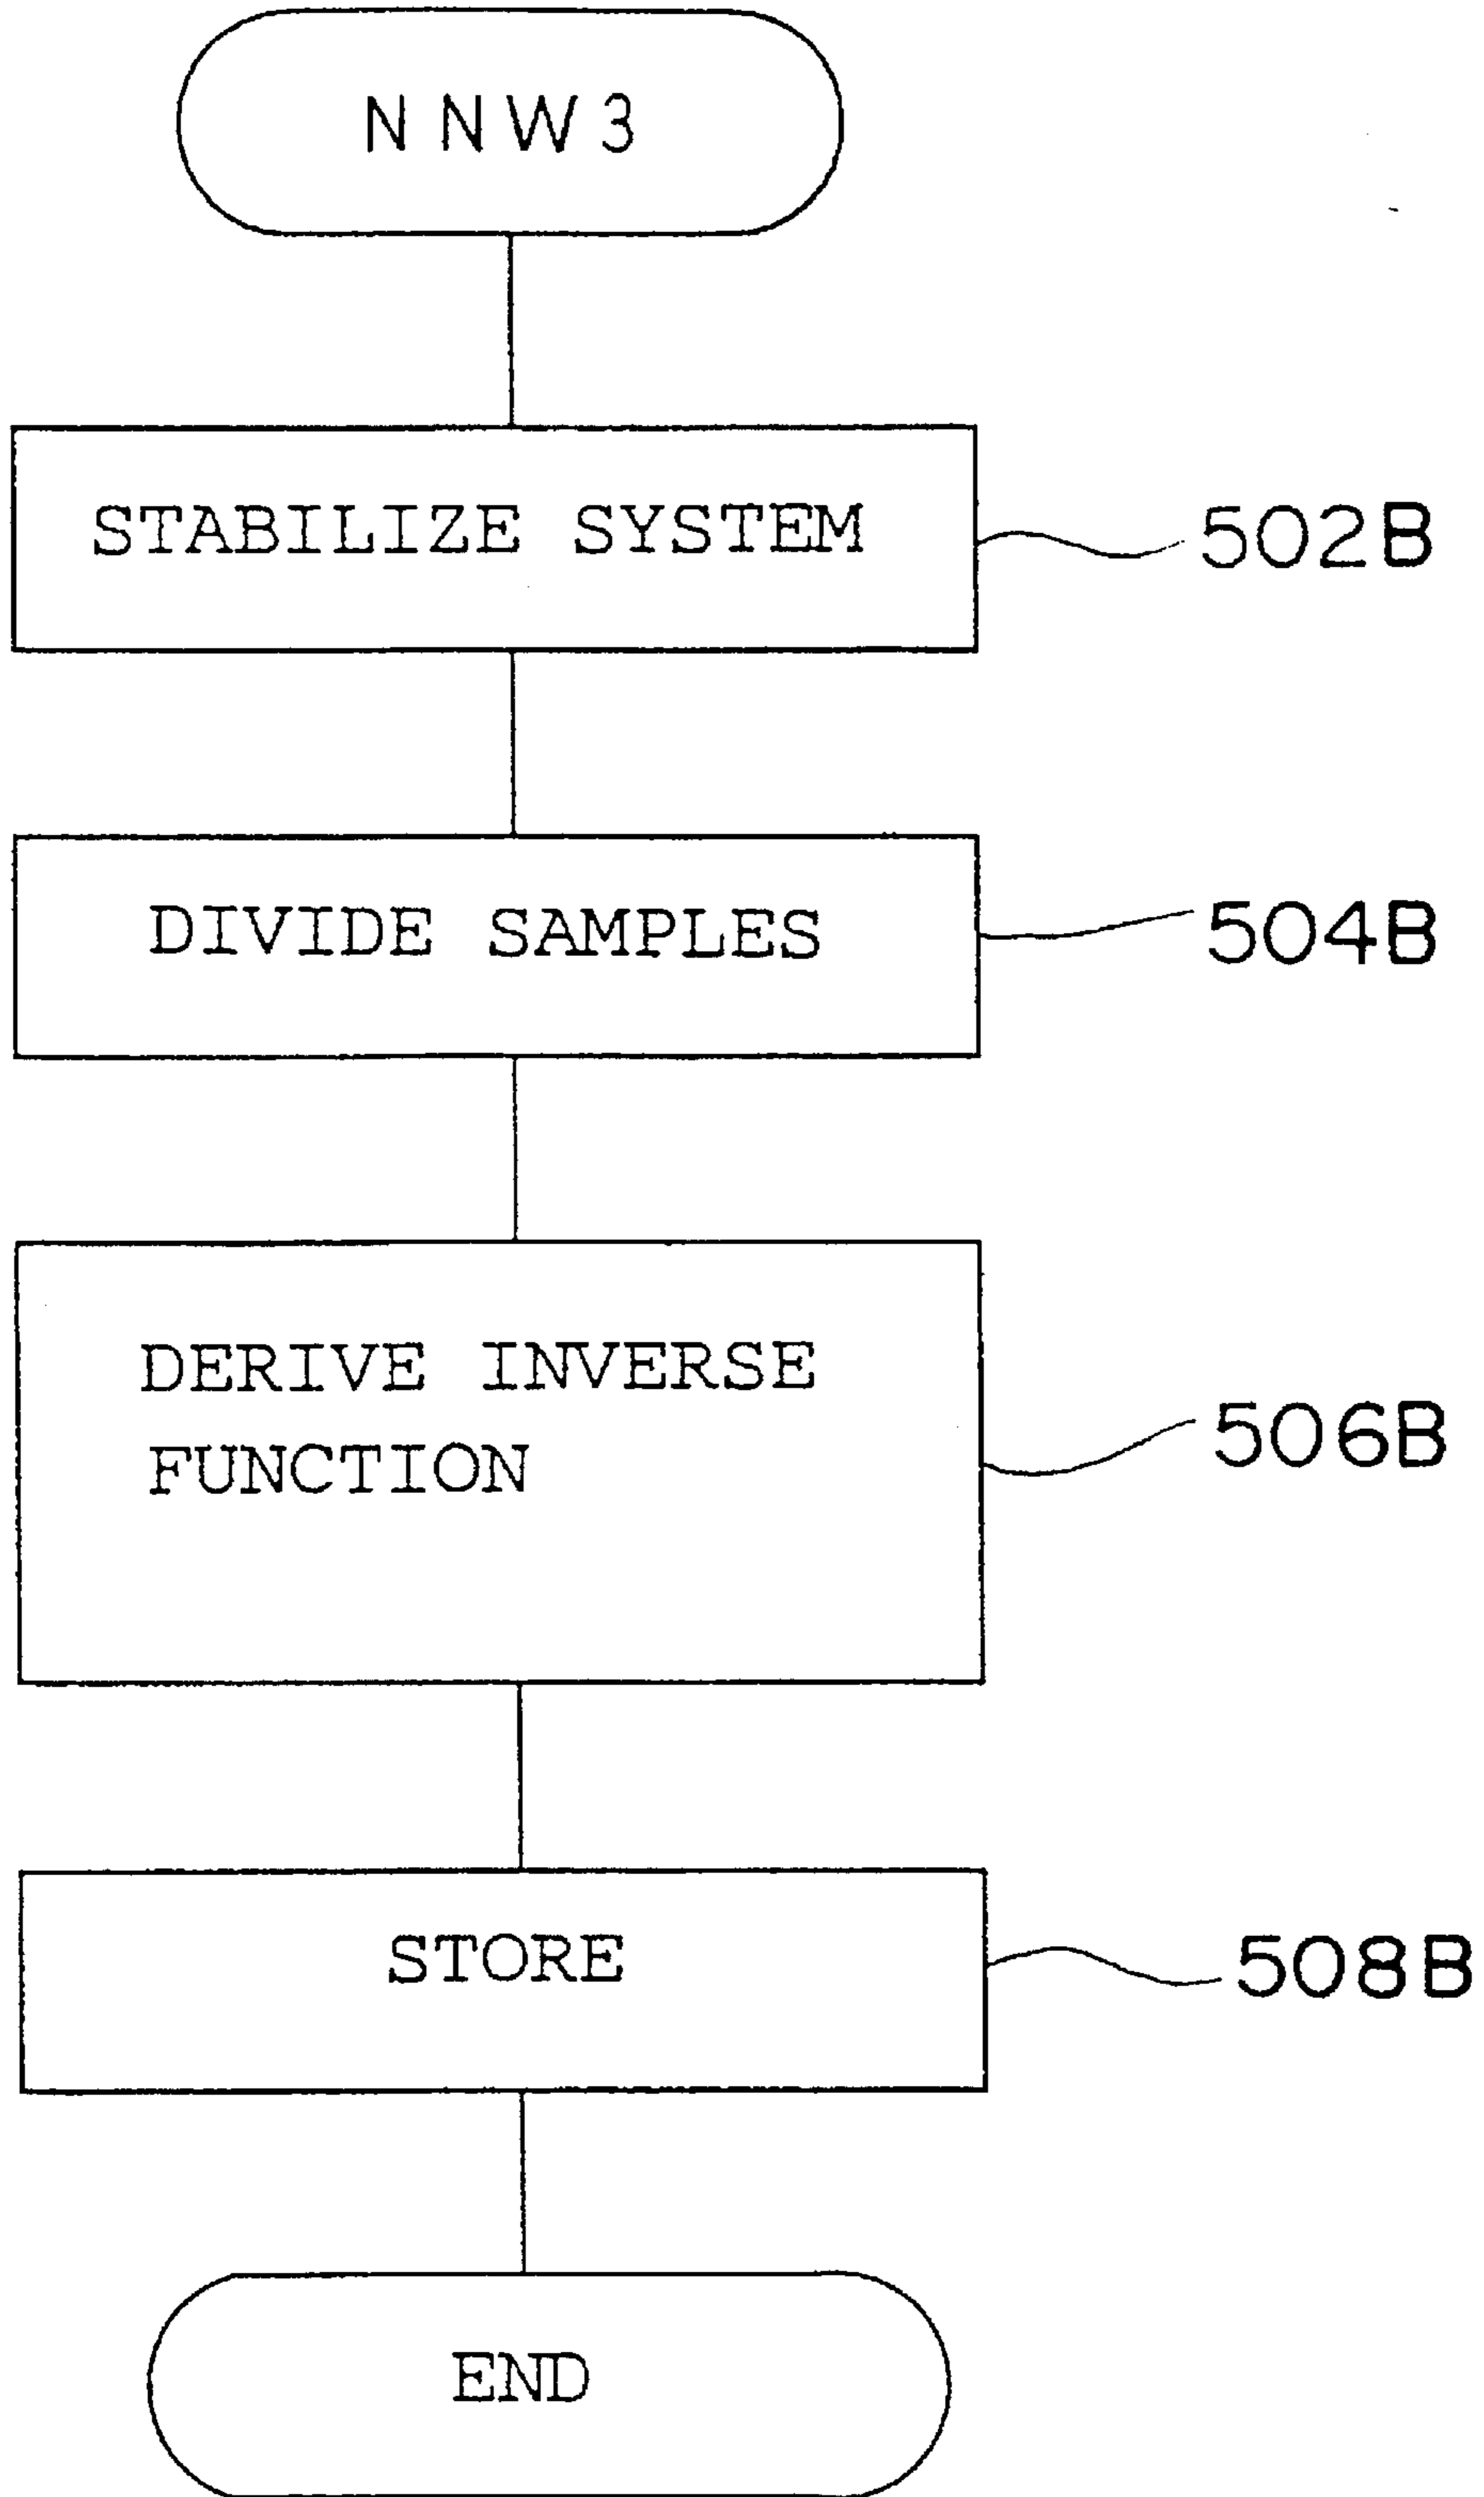 NNW3
STABILIZE SYSTEM
502B
DIVIDE SAMPLES
504B
DERIVE INVERSE
FUNCTION
506B
STORE
508B
END